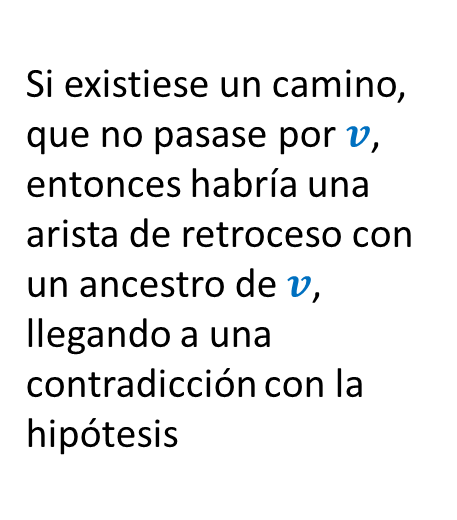 Si existiese un camino,
que no pasase por v,
entonces habría una
arista de retroceso con
un ancestro de v,
llegando a una
contradicción con la
hipótesis